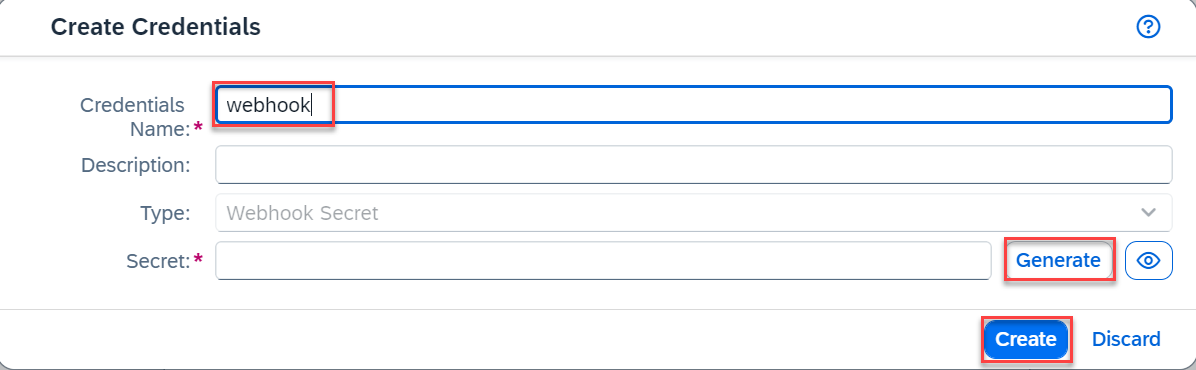 Create Credentials
Credentials
Name:*
webhook
Description:
Type:
Webhook Secret
Secret:*
Generate
Create
Discard